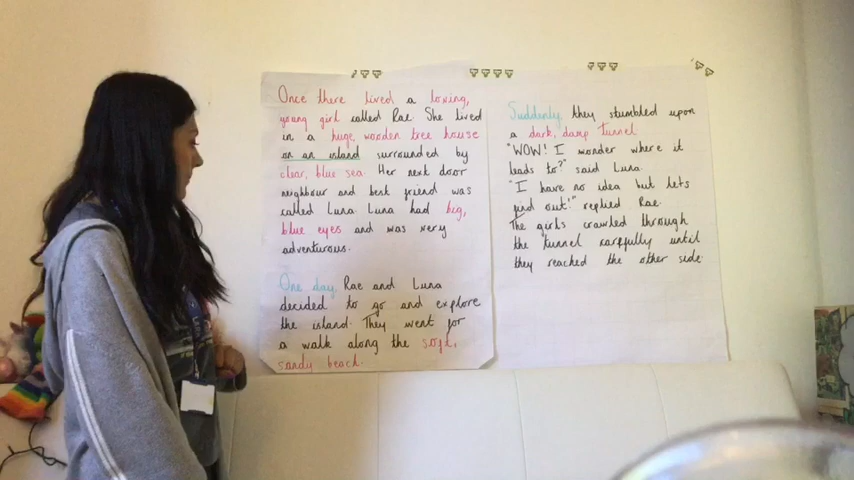 Once there lived a loving,
young girl called Rae. She lived
in a huge, wooden tree house
on an island surrounded by
clear, blue sea. Her next door
neighbour and best friend was
called Luna. Luna had big,
blue eyes and was very
adventurous.
One day, Rae and Luna
decided to go and explore
the island. They went for
a walk along the soft,
sandy beach.
Suddenly they stumbled upon
a dark, damp tunnel
"WOW! I wonder where it
leads to?" said Luna.
"I have no idea but lets
find out!" replied Rae.
The girls crawled through
the tunnel carefully until
they reached the other side.